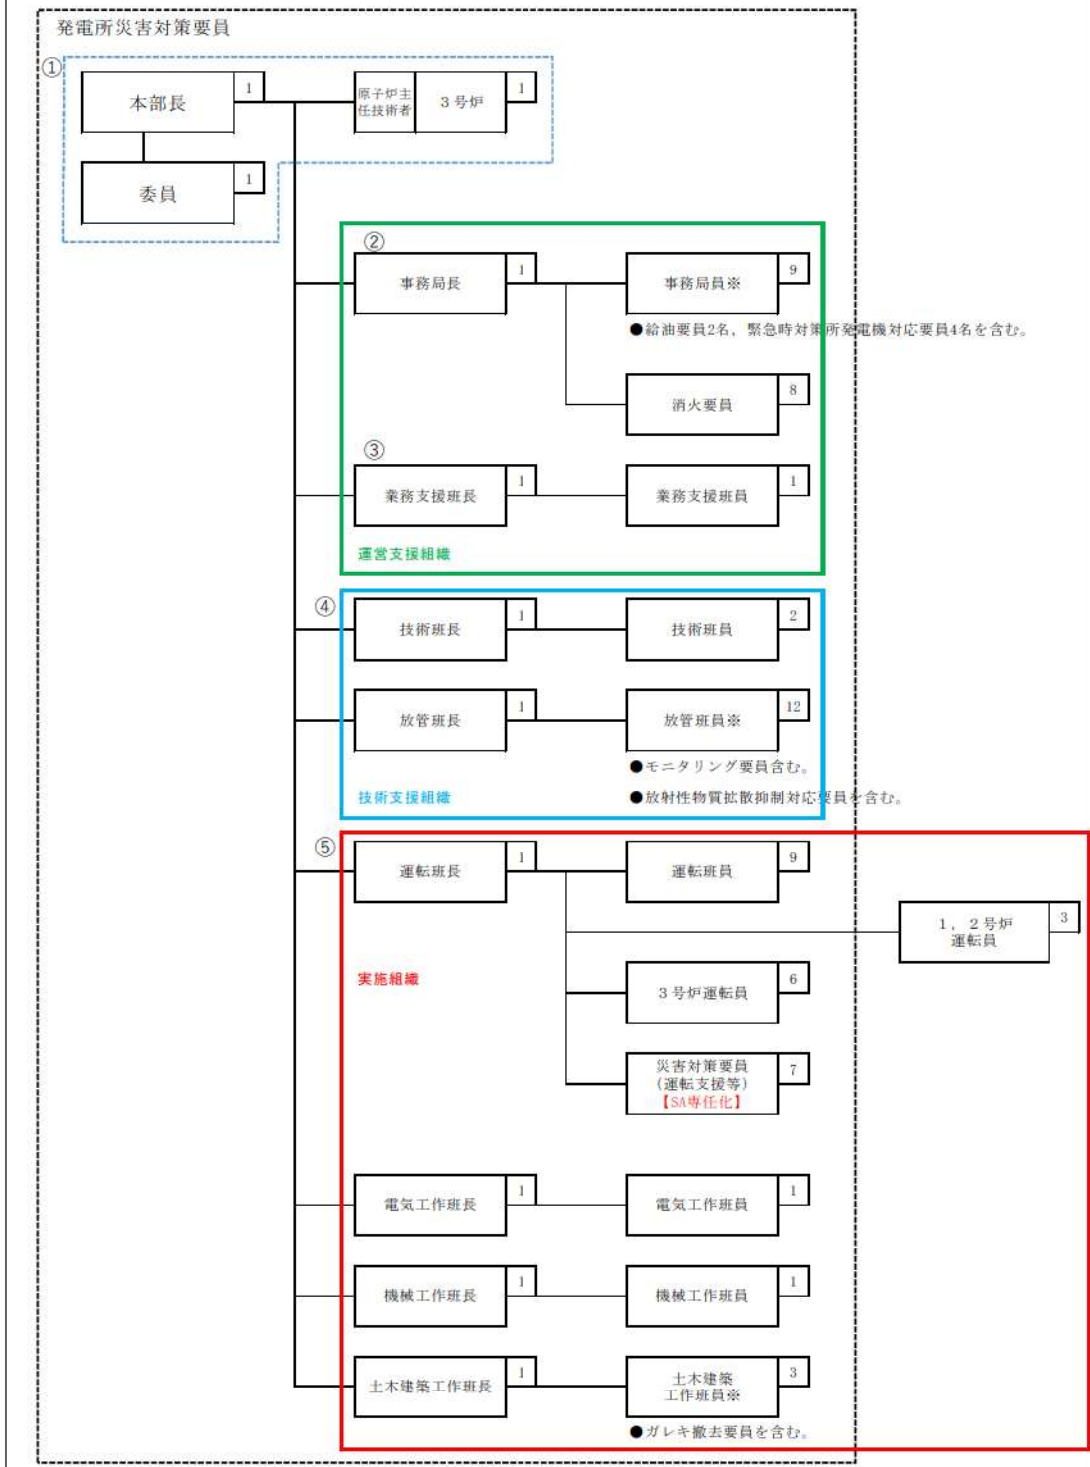 発電所災害対策要員
①
本部長
1
原子炉主
任技術者
3号炉
1
委員
1
②
事務局長
1
事務局員※
9
●給油要員2名，緊急時対策所発電機対応要員4名を含む。
消火要員
8
③
業務支援班長
1
業務支援班員
1
運営支援組織
④
技術班長
1
技術班員
2
放管班長
1
放管班員※
12
●モニタリング要員含む。
技術支援組織
●放射性物質拡散抑制対応要員を含む。
⑤
運転班長
1
運転班員
9
1，2号炉
運転員
3
実施組織
3号炉運転員
6
災害対策要員
(運転支援等)
【SA専任化】
7
電気工作班長
1
電気工作班員
1
機械工作班長
1
機械工作班員
1
土木建築工作班長
1
土木建築
工作班員※
3
●ガレキ撤去要員を含む。